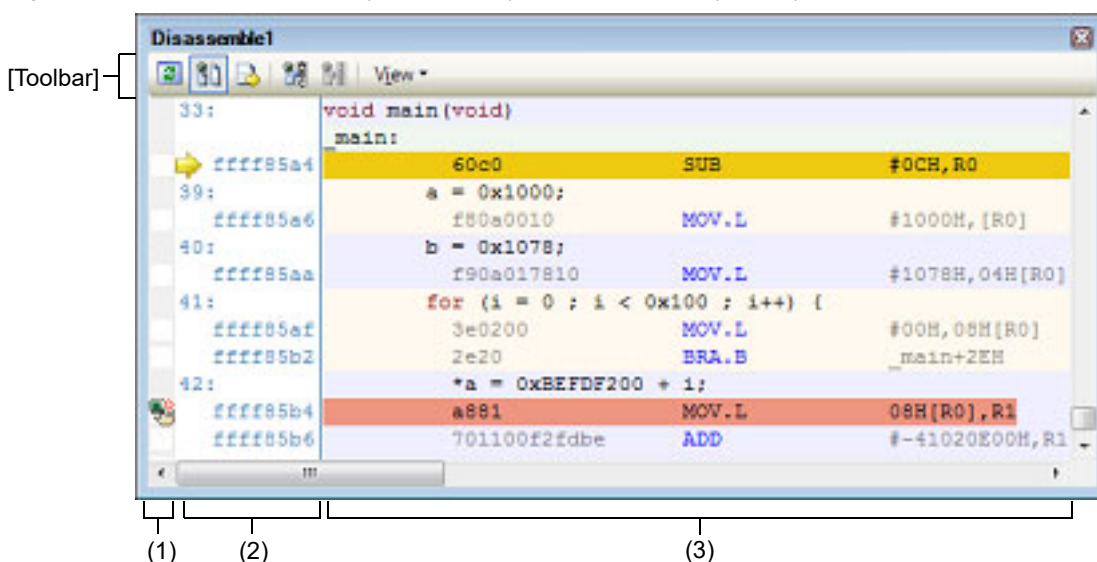 Disassemble1
[Toolbar]
View
33: void main(void)
_main:
ffff85a4 60c0 SUB #0CH,R0
39: a = 0x1000;
ffff85a6 f80a0010 MOV.L #1000H,[R0]
40: b = 0x1078;
ffff85aa f90a017810 MOV.L #1078H,04H[R0]
41: for (i = 0 ; i < 0x100 ; i++) {
ffff85af 3e0200 MOV.L #00H,08H[R0]
ffff85b2 2e20 BRA.B _main+2EH
42: *a = 0xBEFDF200 + i;
ffff85b4 a881 MOV.L 08H[R0],R1
ffff85b6 701100f2fdbe ADD #-41020E00H,R1
(1) (2) (3)